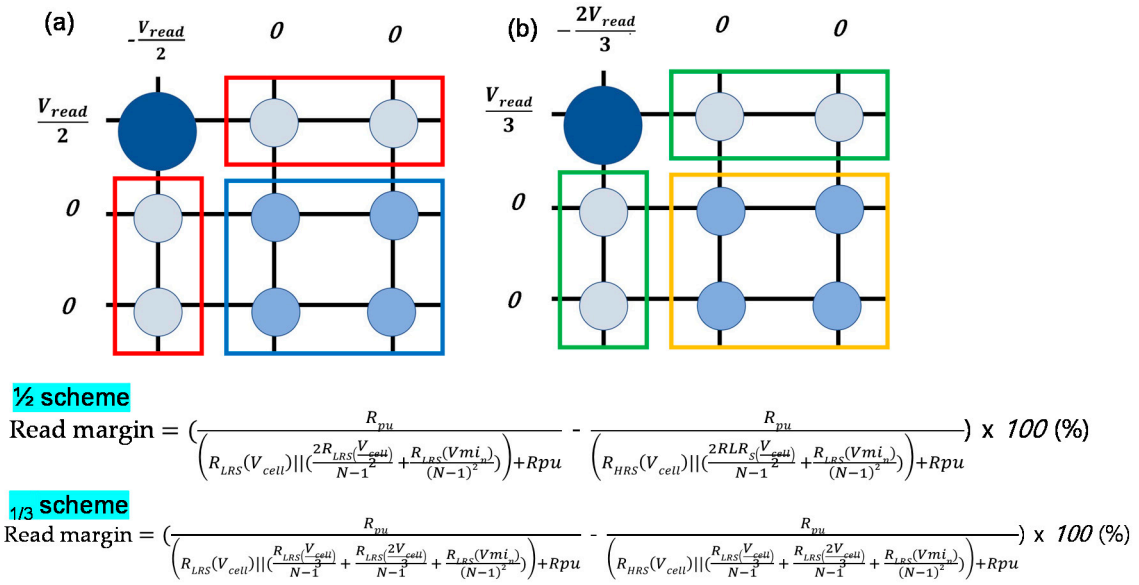 (a) -V_read/2 0 0 (b) -2V_read/3 0 0
V_read/2 V_read/3
0 0
0 0
½ scheme
Read margin = (R_pu/((R_LRS(V_cell)||(2R_LRS(V_cell/2)/N-1+R_LRS(Vmi_n)/(N-1)^2))+Rpu) - R_pu/((R_HRS(V_cell)||(2RLR_S(V_cell/2)/N-1+R_LRS(Vmi_n)/(N-1)^2))+Rpu)) x 100 (%)
1/3 scheme
Read margin = (R_pu/((R_LRS(V_cell)||(R_LRS(V_cell/3)/N-1+R_LRS(2V_cell/3)/N-1+R_LRS(Vmi_n)/(N-1)^2))+Rpu) - R_pu/((R_HRS(V_cell)||(R_LRS(V_cell/3)/N-1+R_LRS(2V_cell/3)/N-1+R_LRS(Vmi_n)/(N-1)^2))+Rpu)) x 100 (%)